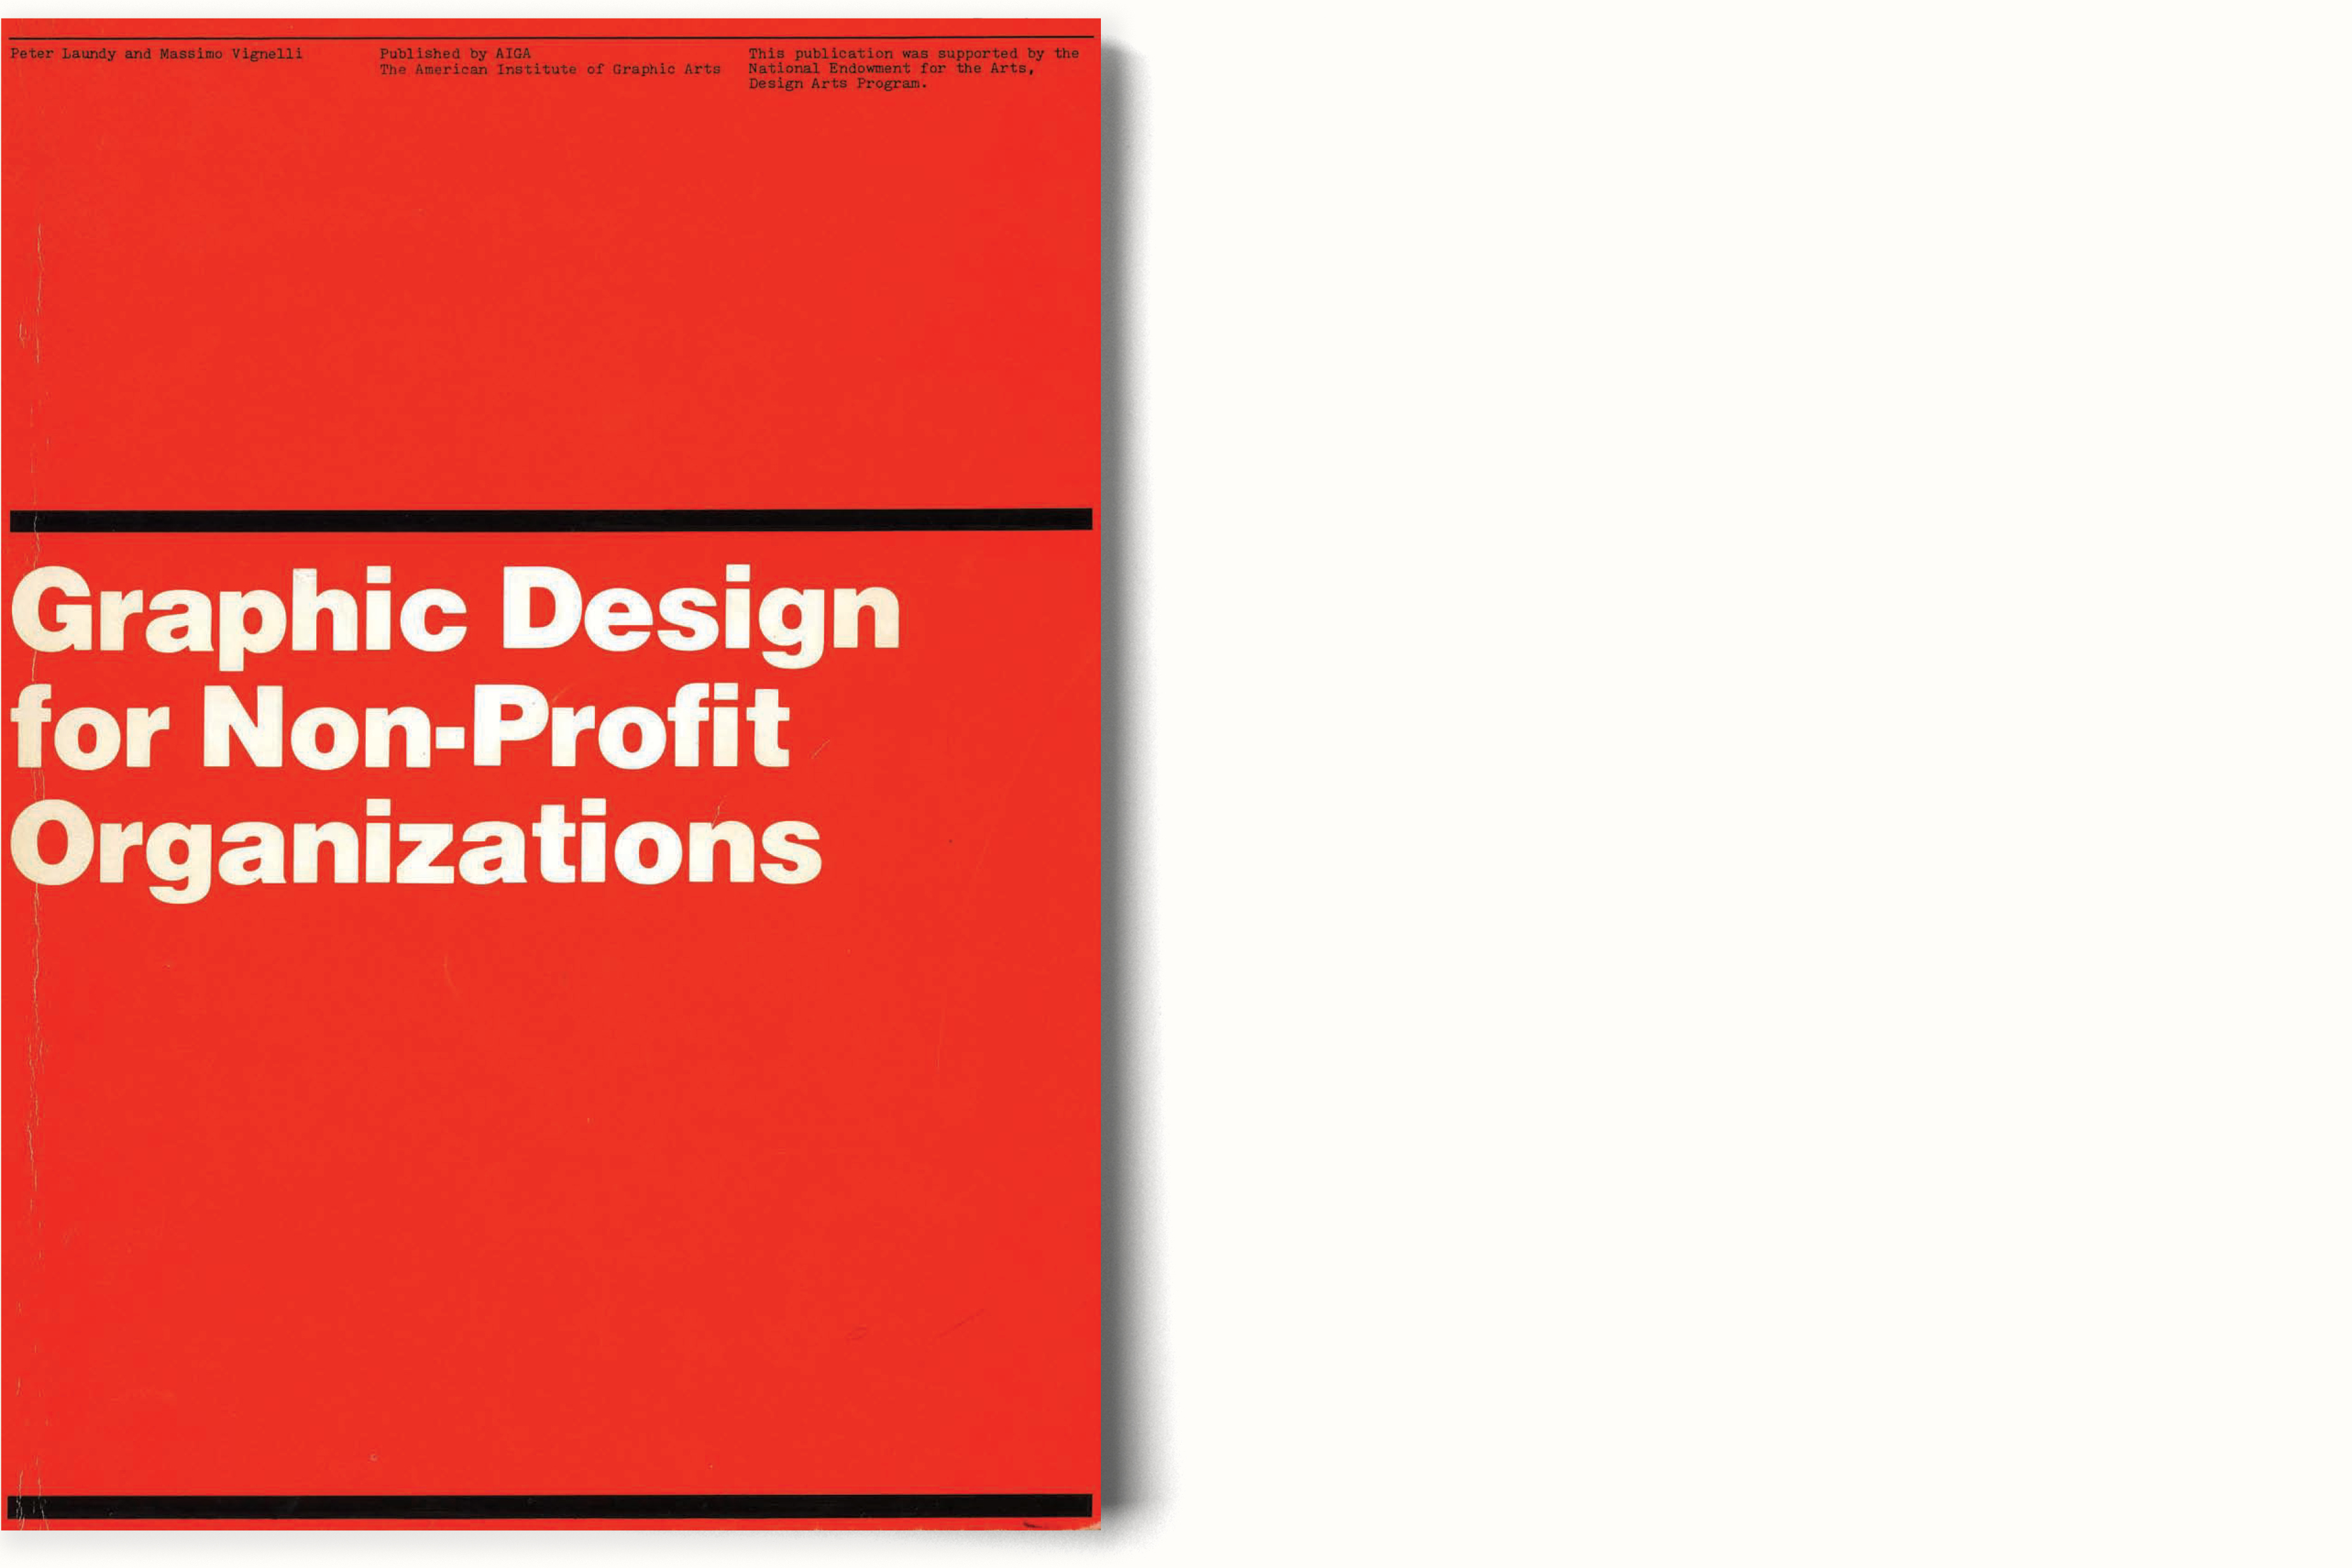 Peter Laundy and Massimo Vignelli
Published by AIGA
The American Institute of Graphic Arts
This publication was supported by the
National Endowment for the Arts,
Design Arts Program.
Graphic Design
for Non-Profit
Organizations